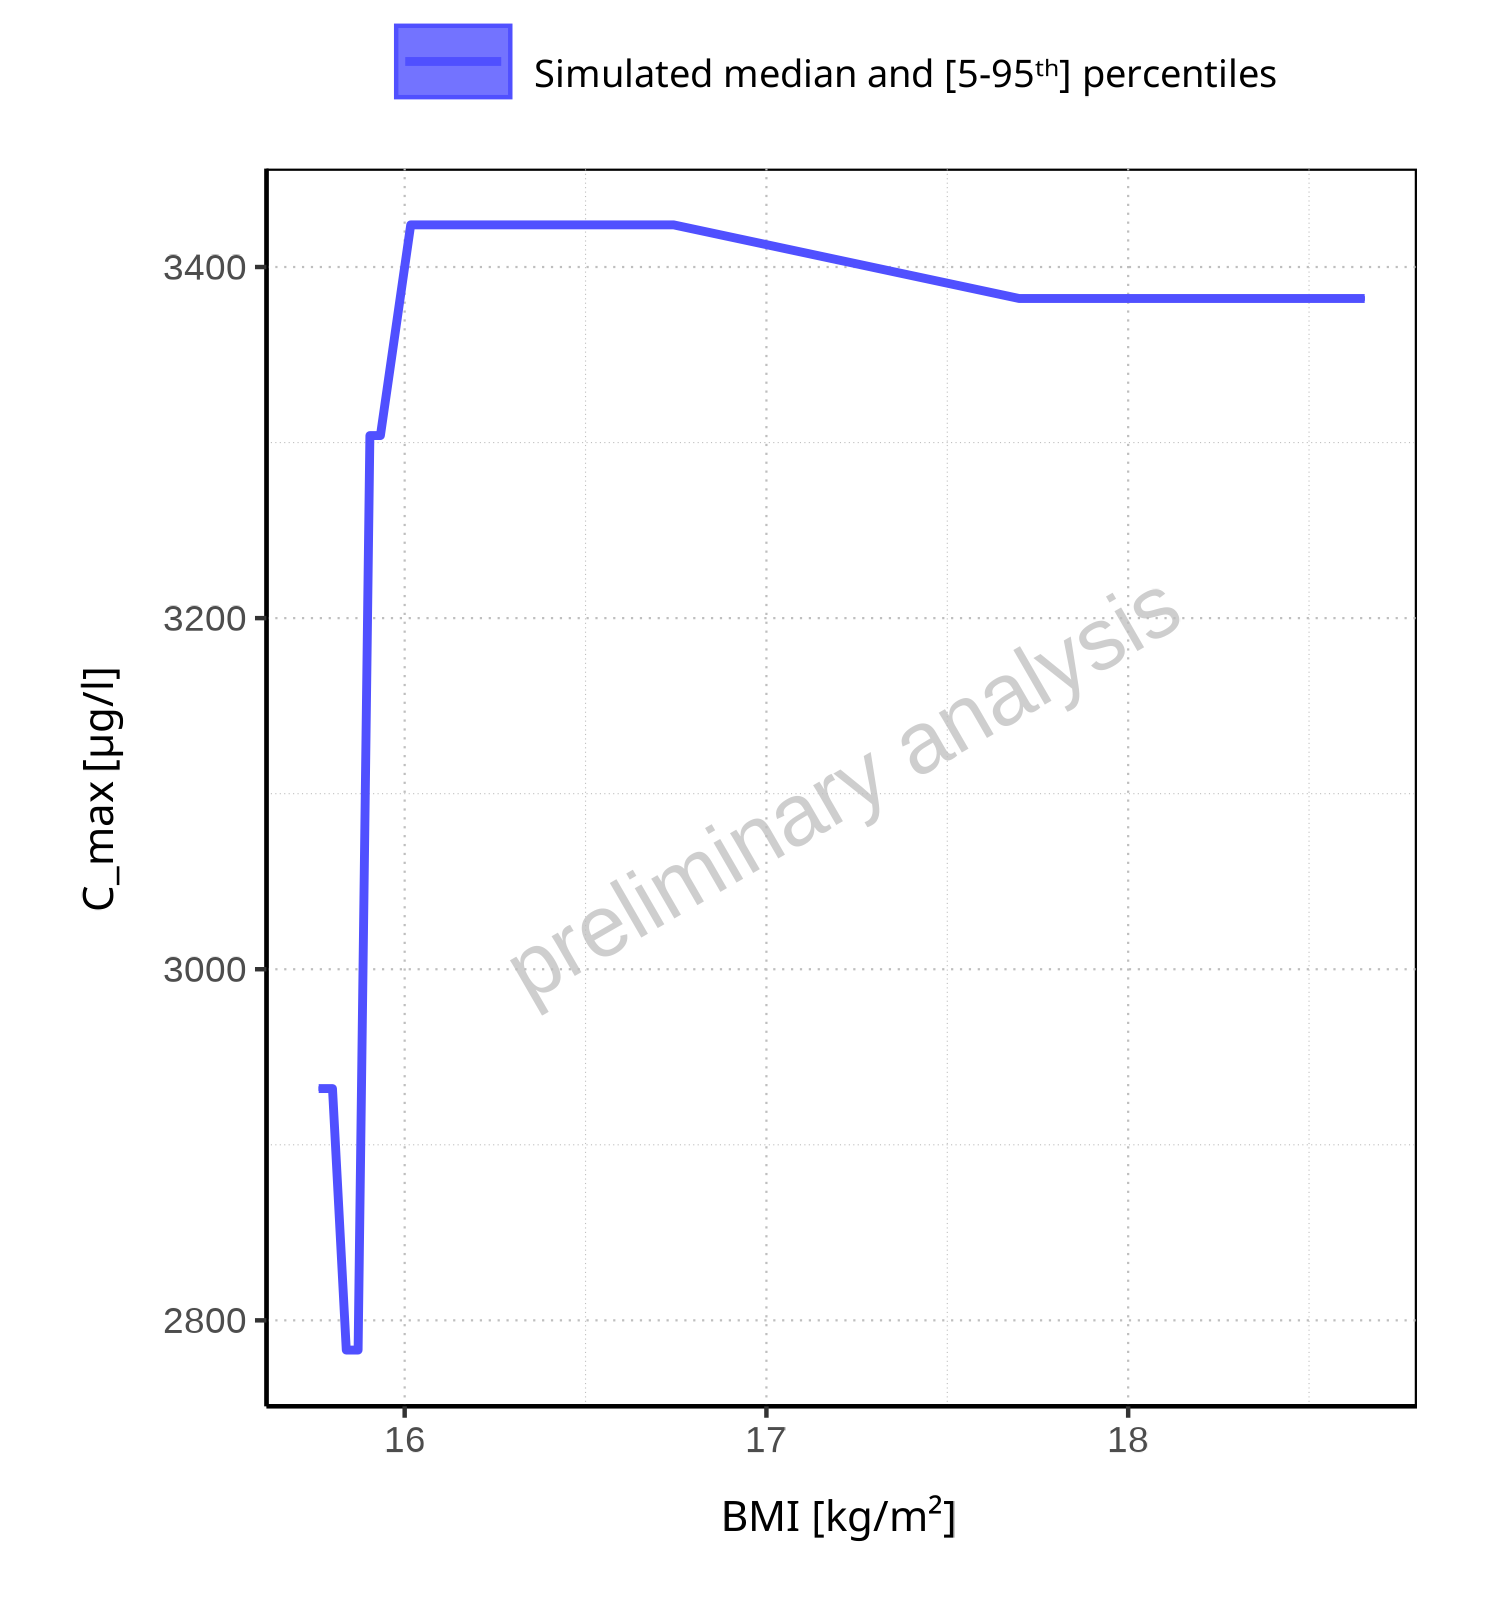 Simulated median and [5-95ᵗʰ] percentiles
3400
3200
3000
2800
C_max [µg/l]
preliminary analysis
16 17 18
BMI [kg/m²]